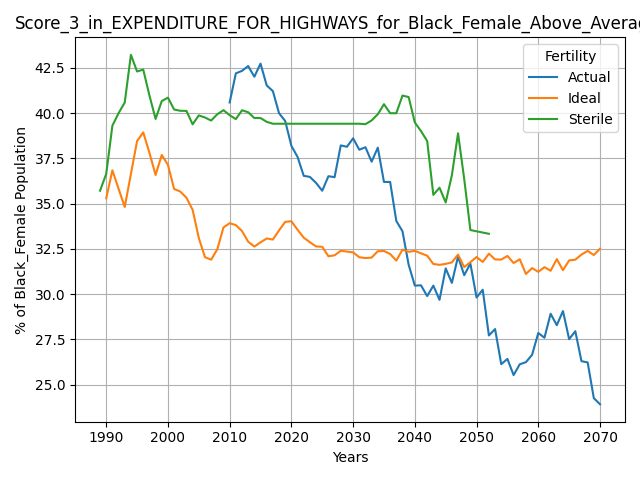 Score_3_in_EXPENDITURE_FOR_HIGHWAYS_for_Black_Female_Above_Avera
Fertility
Actual
Ideal
Sterile
% of Black_Female Population
42.5
40.0
37.5
35.0
32.5
30.0
27.5
25.0
1990 2000 2010 2020 2030 2040 2050 2060 2070
Years